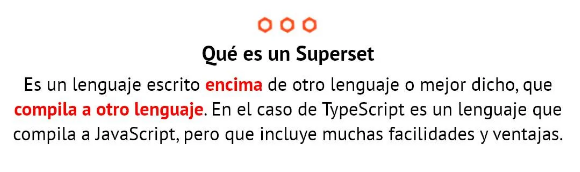 Qué es un Superset
Es un lenguaje escrito encima de otro lenguaje o mejor dicho, que
compila a otro lenguaje. En el caso de TypeScript es un lenguaje que
compila a JavaScript, pero que incluye muchas facilidades y ventajas.